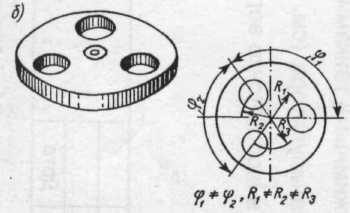 б)
φ₁
φ₂
R₁
R₂
R₃
φ₁ ≠ φ₂, R₁ ≠ R₂ ≠ R₃